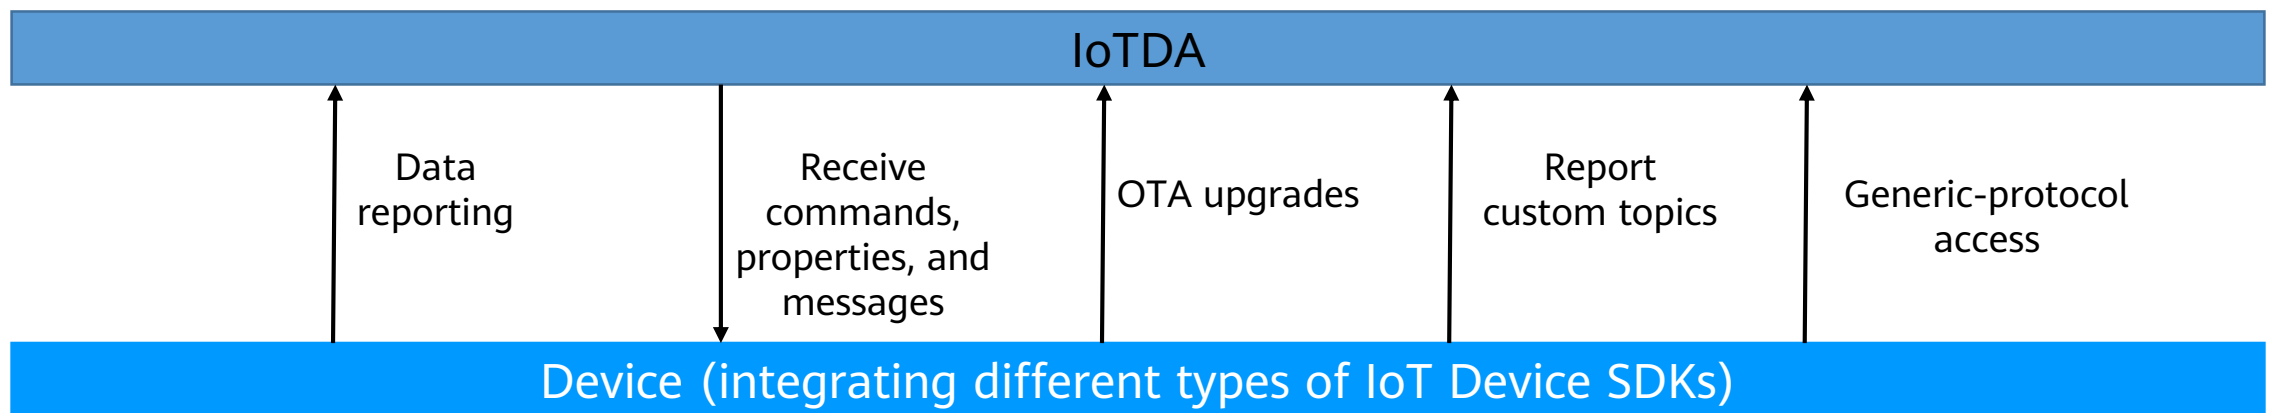 IoTDA
Data
reporting
Receive
commands,
properties, and
messages
OTA upgrades
Report
custom topics
Generic-protocol
access
Device (integrating different types of IoT Device SDKs)